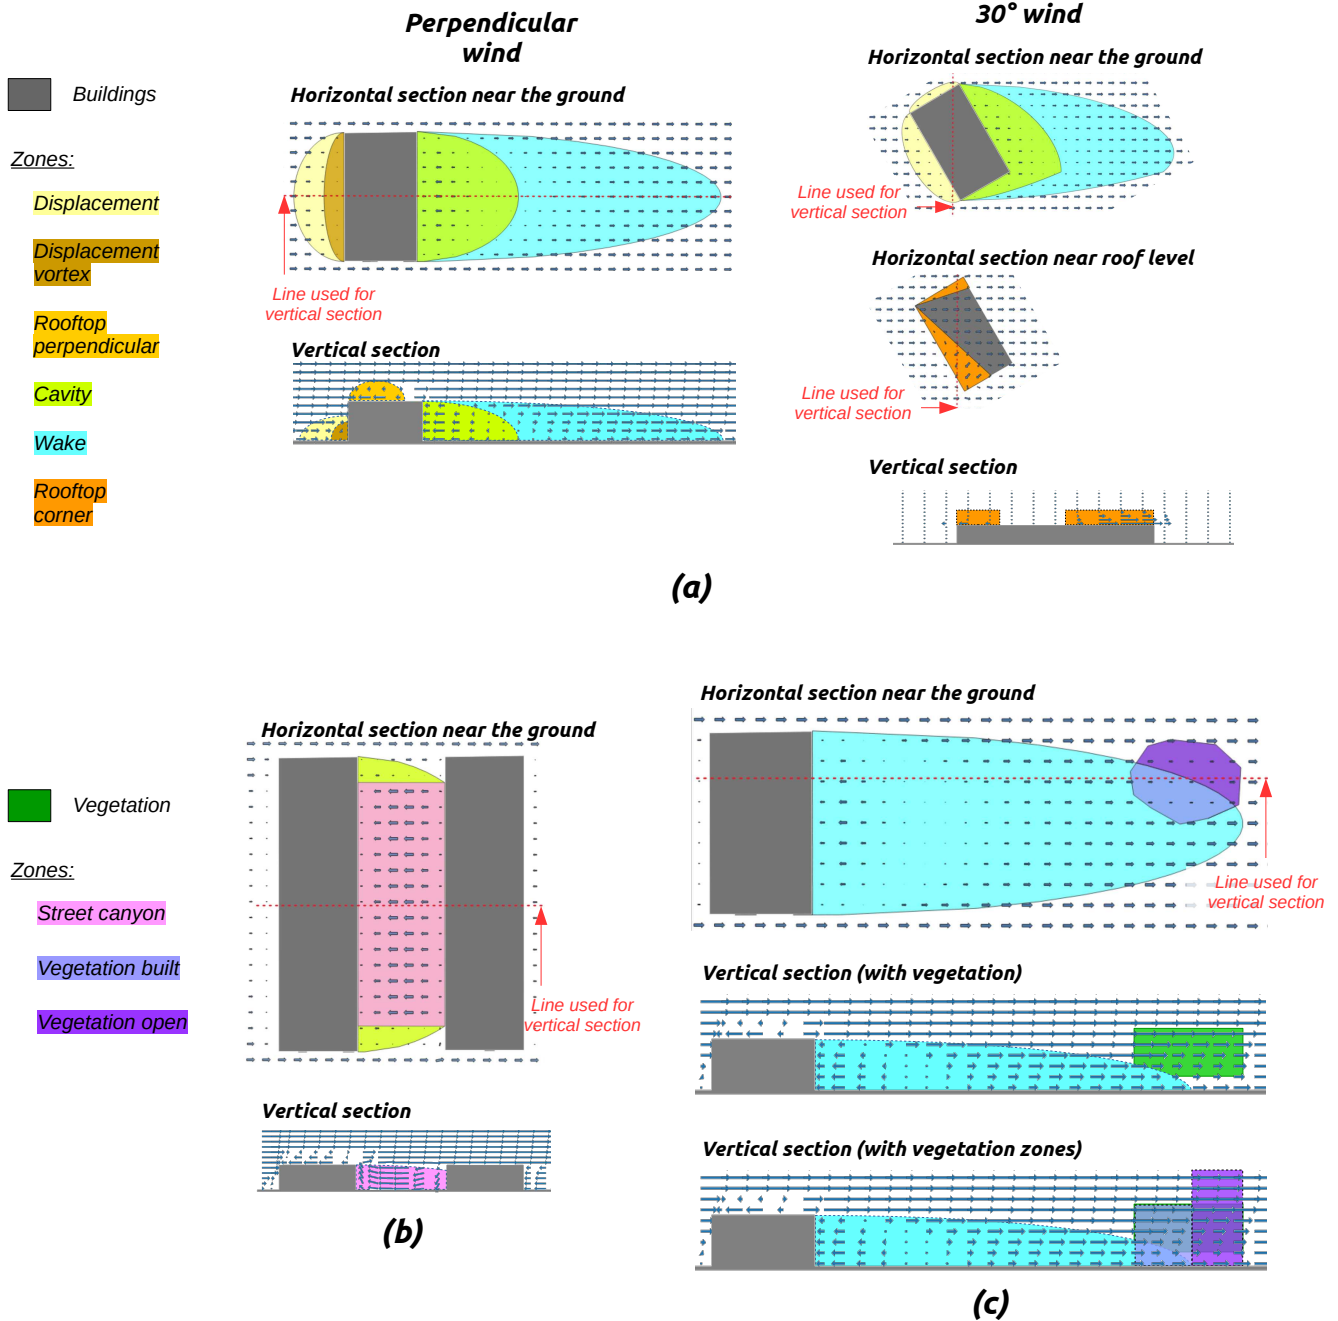 Perpendicular
wind
30° wind
Horizontal section near the ground
Horizontal section near the ground
Buildings
Zones:
Displacement
Displacement
vortex
Rooftop
perpendicular
Cavity
Wake
Rooftop
corner
Line used for
vertical section
Line used for
vertical section
Horizontal section near roof level
Vertical section
Line used for
vertical section
Vertical section
(a)
Horizontal section near the ground
Horizontal section near the ground
Vegetation
Zones:
Street canyon
Vegetation built
Vegetation open
Line used for
vertical section
Line used for
vertical section
Vertical section (with vegetation)
Vertical section
Vertical section (with vegetation zones)
(b)
(c)